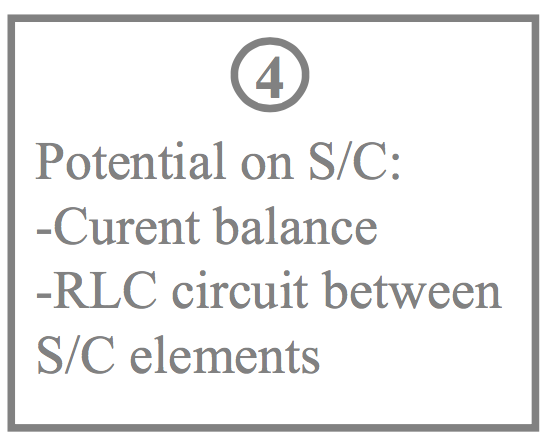 4
Potential on S/C:
-Curent balance
-RLC circuit between
S/C elements